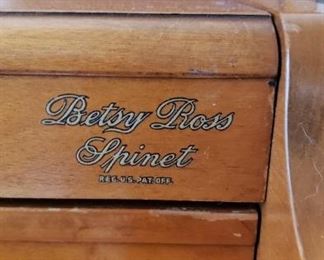 Betsy Ross
Spinet
REG. U.S. PAT. OFF.